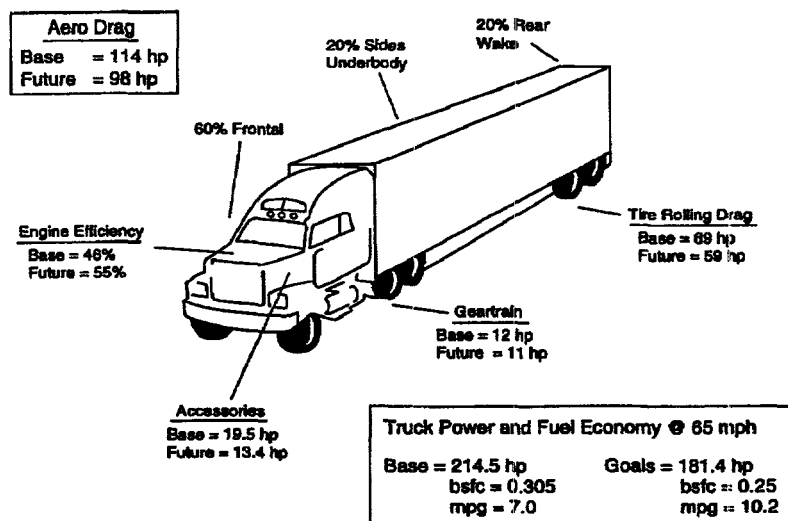 Aero Drag
Base = 114 hp
Future = 98 hp
20% Sides
Underbody
20% Rear
Wake
60% Frontal
Engine Efficiency
Base = 46%
Future = 55%
Tire Rolling Drag
Base = 69 hp
Future = 59 hp
Geartrain
Base = 12 hp
Future = 11 hp
Accessories
Base = 19.5 hp
Future = 13.4 hp
Truck Power and Fuel Economy @ 65 mph
Base = 214.5 hp
bsfc = 0.305
mpg = 7.0
Goals = 181.4 hp
bsfc = 0.25
mpg = 10.2